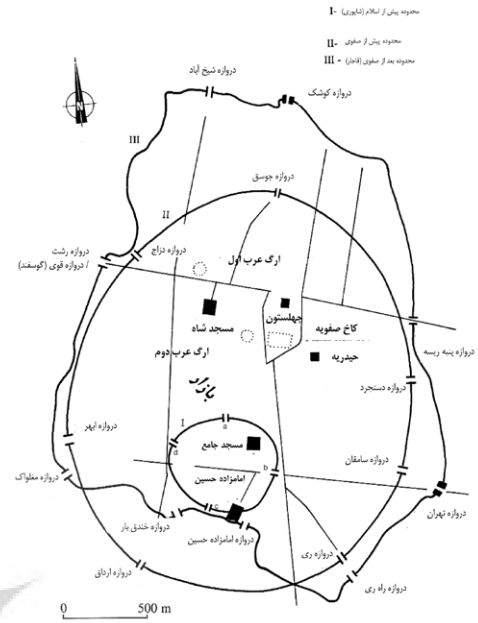 I- محدوده پیش از اسلام (شاپوری)
II- محدوده پیش از صفوی
III- محدوده بعد از صفوی (قاجار)
دروازه شیخ آباد
دروازه کوشک
N
III
دروازه جوسق
II
دروازه رشت
/ دروازه قوی (گوسفند)
دروازه دزاج
ارگ عرب اول
چهلستون
مسجد شاه
کاخ صفویه
حیدریه
دروازه پنبه ریسه
ارگ عرب دوم
دروازه دستجرد
بازار
I
a
دروازه ابهر
d
مسجد جامع
b
دروازه سامقان
دروازه مغلواک
امامزاده حسین
c
دروازه تهران
دروازه خندق بار
دروازه امامزاده حسین
دروازه ری
دروازه ارداق
دروازه راه ری
0 500 m